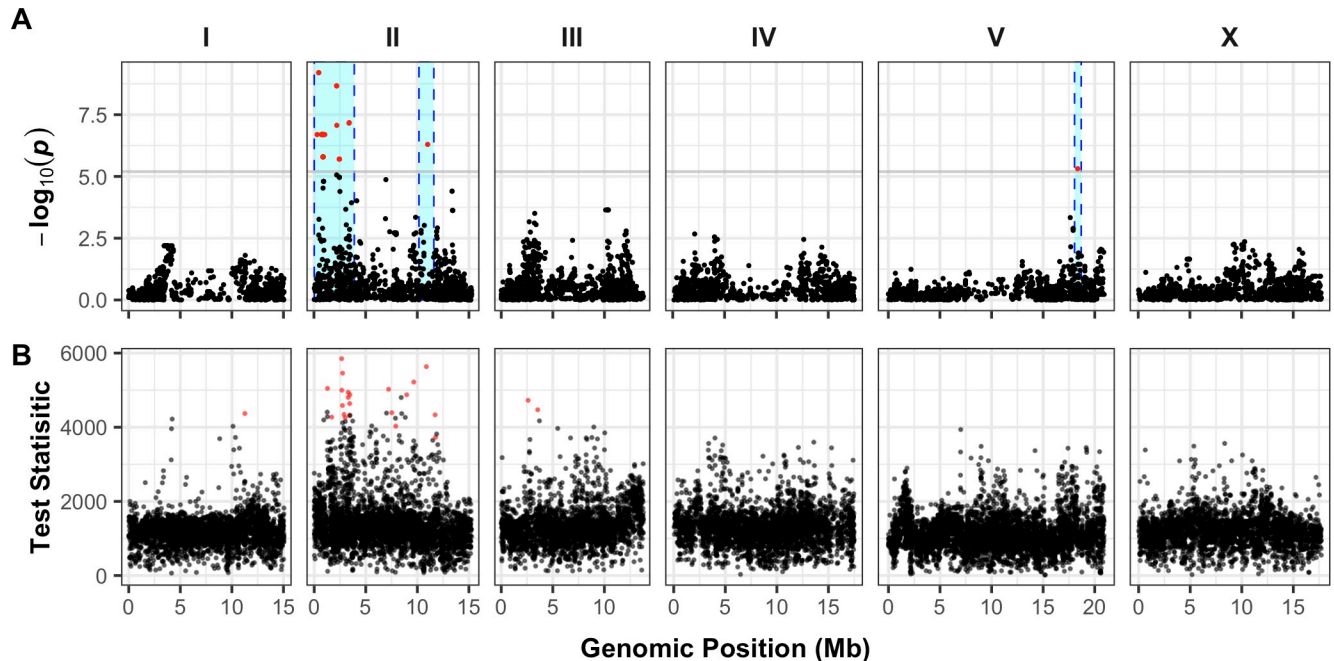 A
I II III IV V X
−log10(p)
7.5
5.0
2.5
0.0
B
Test Statisitic
6000
4000
2000
0
0 5 10 15 0 5 10 15 0 5 10 0 5 10 15 0 5 10 15 20 0 5 10 15
Genomic Position (Mb)